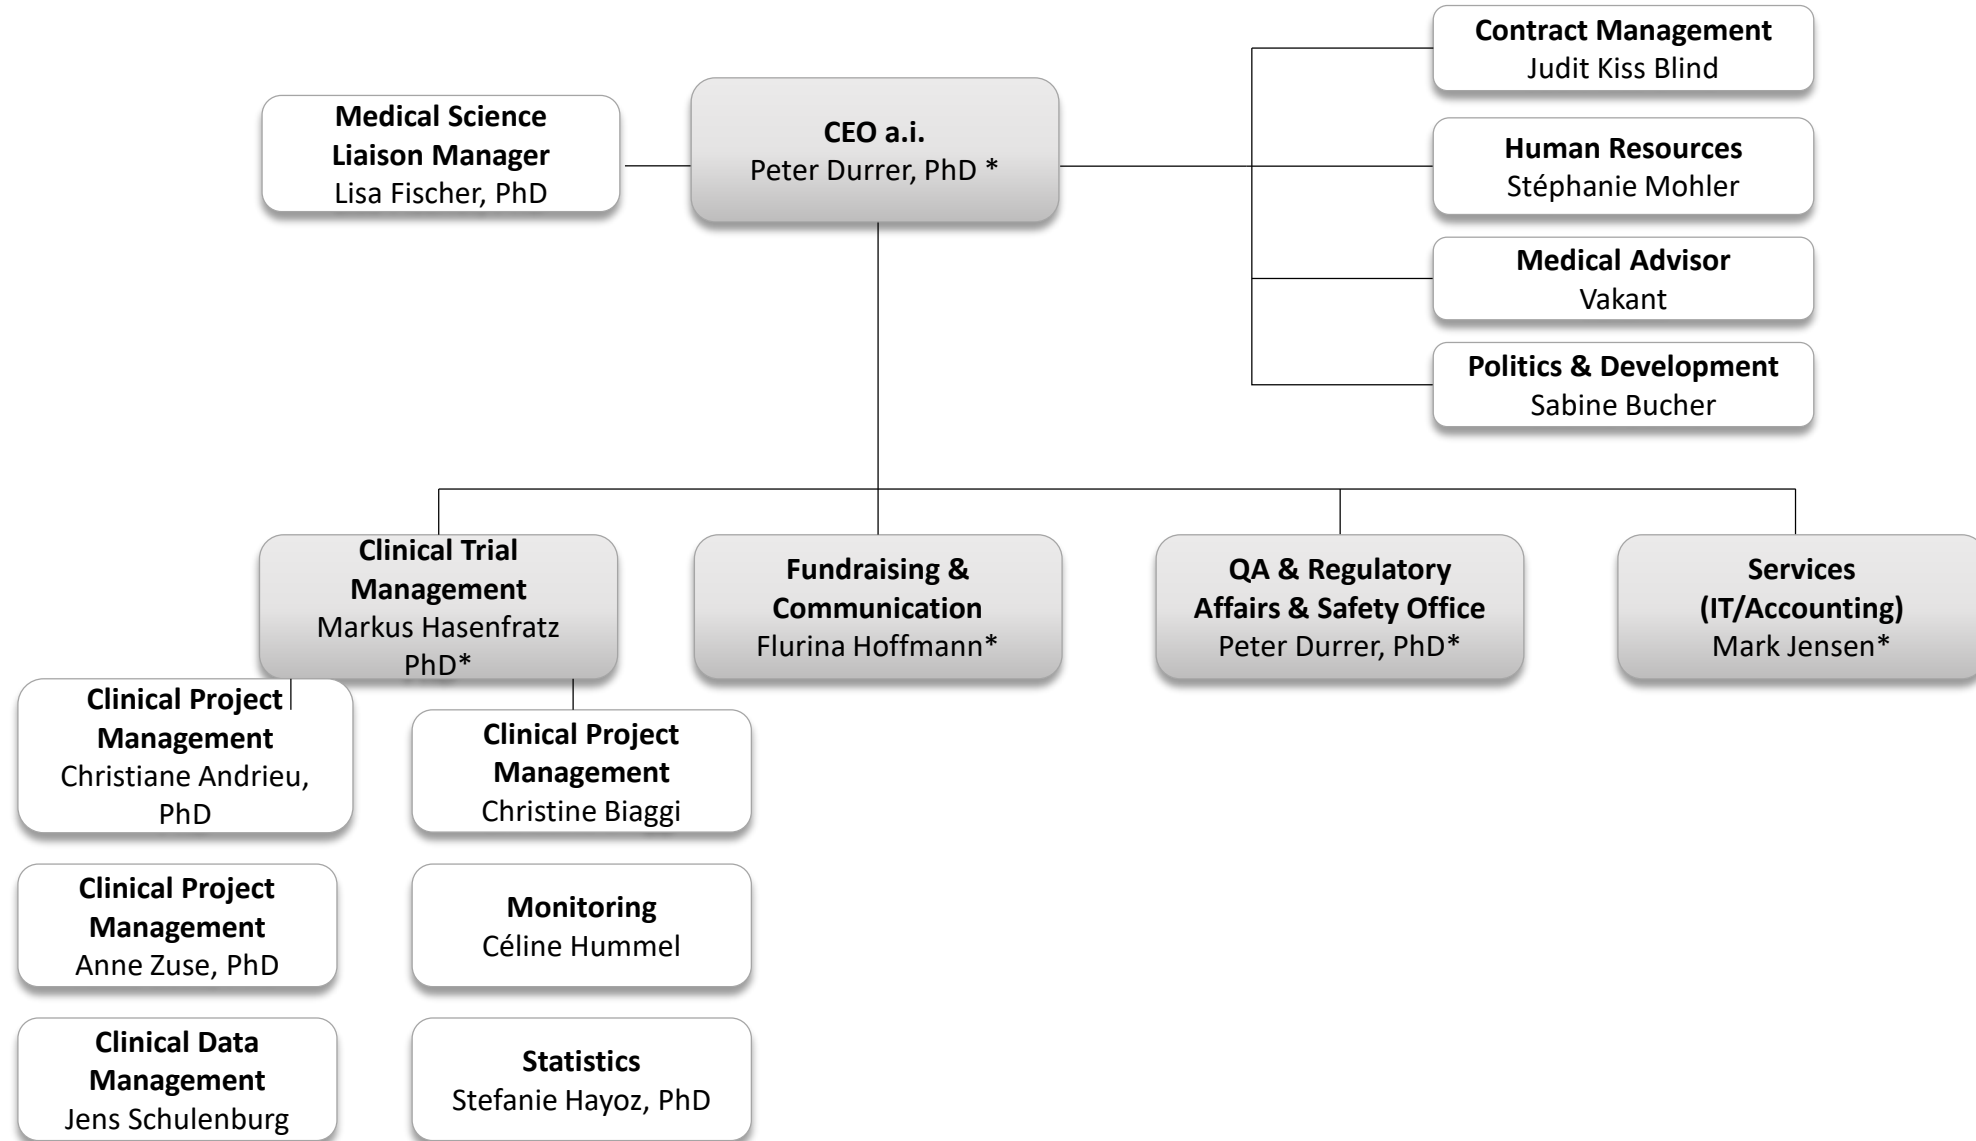 Contract Management
Judit Kiss Blind
Medical Science
Liaison Manager
Lisa Fischer, PhD
CEO a.i.
Peter Durrer, PhD *
Human Resources
Stéphanie Mohler
Medical Advisor
Vakant
Politics & Development
Sabine Bucher
Clinical Trial
Management
Markus Hasenfratz
PhD*
Fundraising &
Communication
Flurina Hoffmann*
QA & Regulatory
Affairs & Safety Office
Peter Durrer, PhD*
Services
(IT/Accounting)
Mark Jensen*
Clinical Project
Management
Christiane Andrieu,
PhD
Clinical Project
Management
Christine Biaggi
Clinical Project
Management
Anne Zuse, PhD
Monitoring
Céline Hummel
Clinical Data
Management
Jens Schulenburg
Statistics
Stefanie Hayoz, PhD